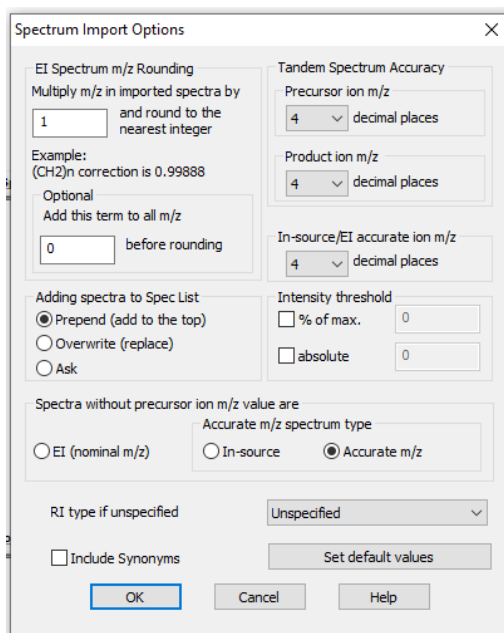 Spectrum Import Options
EI Spectrum m/z Rounding
Multiply m/z in imported spectra by
1
and round to the
nearest integer
Example:
(CH2)n correction is 0.99888
Optional
Add this term to all m/z
0
before rounding
Tandem Spectrum Accuracy
Precursor ion m/z
4 decimal places
Product ion m/z
4 decimal places
In-source/EI accurate ion m/z
4 decimal places
Adding spectra to Spec List
Prepend (add to the top)
Overwrite (replace)
Ask
Intensity threshold
% of max. 0
absolute 0
Spectra without precursor ion m/z value are
EI (nominal m/z)
Accurate m/z spectrum type
In-source Accurate m/z
RI type if unspecified Unspecified
Include Synonyms Set default values
OK Cancel Help